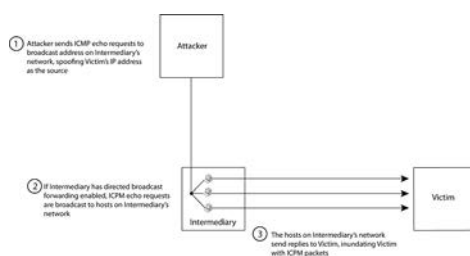 1 Attacker sends ICMP echo requests to
broadcast address on Intermediary's
network, spoofing Victim's IP address
as the source
Attacker
2 If Intermediary has directed broadcast
forwarding enabled, ICPM echo requests
are broadcast to hosts on Intermediary's
network
Intermediary
Victim
3 The hosts on Intermediary's network
send replies to Victim, inundating Victim
with ICPM packets